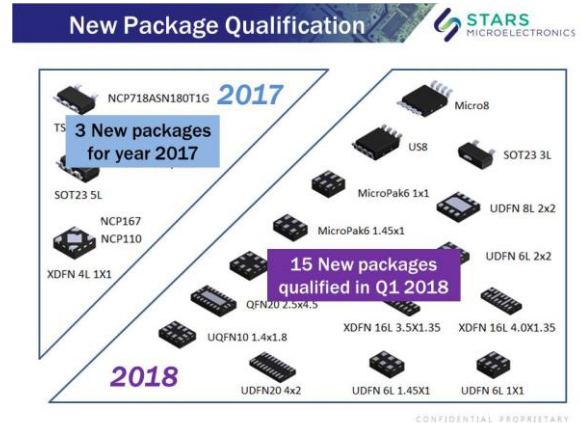 New Package Qualification
STARS
MICROELECTRONICS
2017
NCP718ASN180T1G
3 New packages
for year 2017
SOT23 5L
NCP167
NCP110
XDFN 4L 1X1
Micro8
US8
SOT23 3L
MicroPak6 1x1
UDFN 8L 2x2
MicroPak6 1.45x1
UDFN 6L 2x2
15 New packages
qualified in Q1 2018
QFN20 2.5x4.5
XDFN 16L 3.5X1.35
XDFN 16L 4.0X1.35
UQFN10 1.4x1.8
2018
UDFN20 4x2
UDFN 6L 1.45X1
UDFN 6L 1X1
CONFIDENTIAL PROPRIETARY